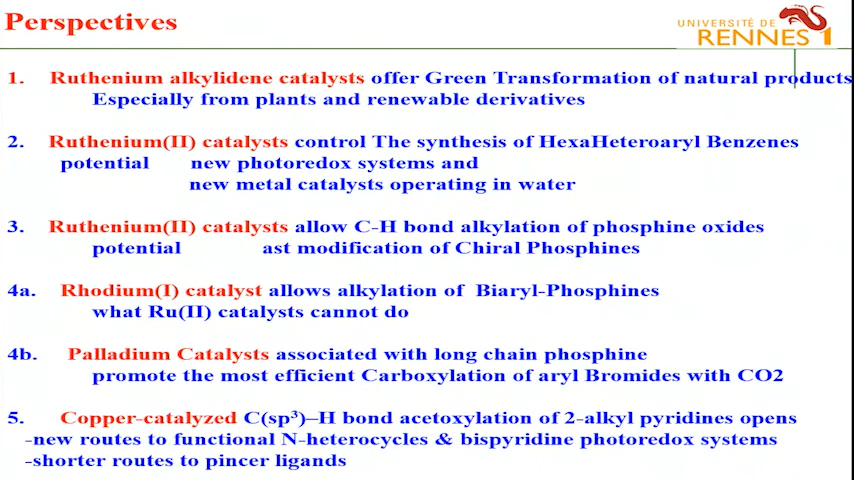 Perspectives
UNIVERSITÉ DE
RENNES 1
1. Ruthenium alkylidene catalysts offer Green Transformation of natural products
Especially from plants and renewable derivatives
2. Ruthenium(II) catalysts control The synthesis of HexaHeteroaryl Benzenes
potential new photoredox systems and
new metal catalysts operating in water
3. Ruthenium(II) catalysts allow C-H bond alkylation of phosphine oxides
potential ast modification of Chiral Phosphines
4a. Rhodium(I) catalyst allows alkylation of Biaryl-Phosphines
what Ru(II) catalysts cannot do
4b. Palladium Catalysts associated with long chain phosphine
promote the most efficient Carboxylation of aryl Bromides with CO2
5. Copper-catalyzed C(sp³)–H bond acetoxylation of 2-alkyl pyridines opens
-new routes to functional N-heterocycles & bispyridine photoredox systems
-shorter routes to pincer ligands